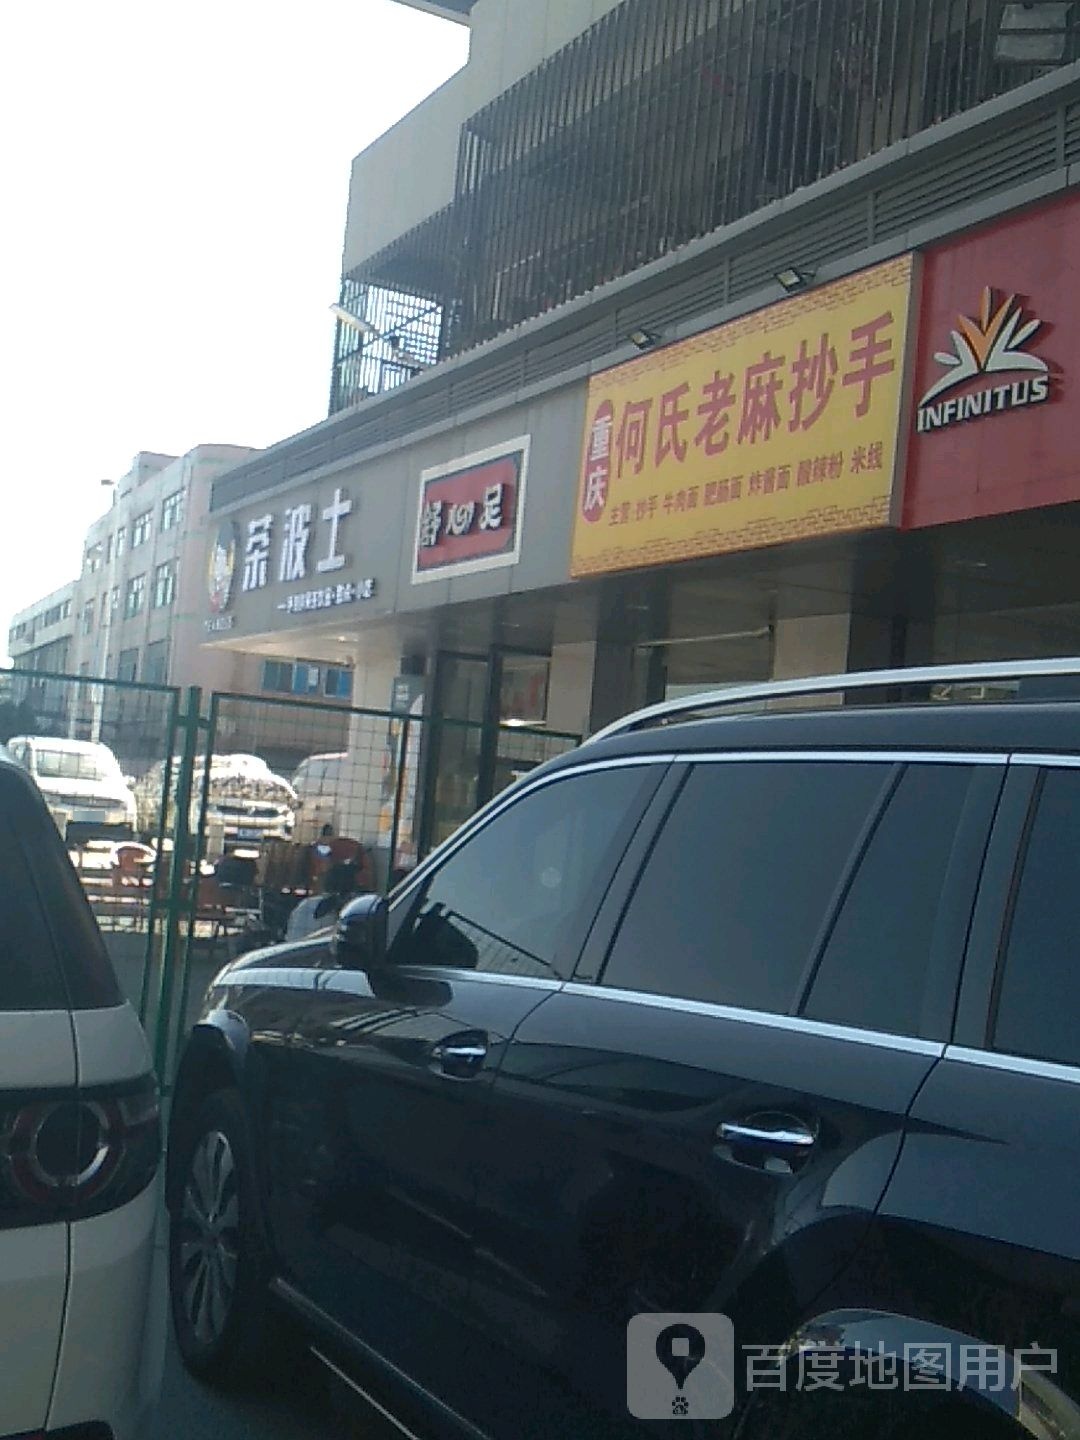 茶波士
舒心足
重庆
何氏老麻抄手
主营：抄手 牛肉面 肥肠面 炸酱面 酸辣粉 米线
INFINITUS
百度地图用户